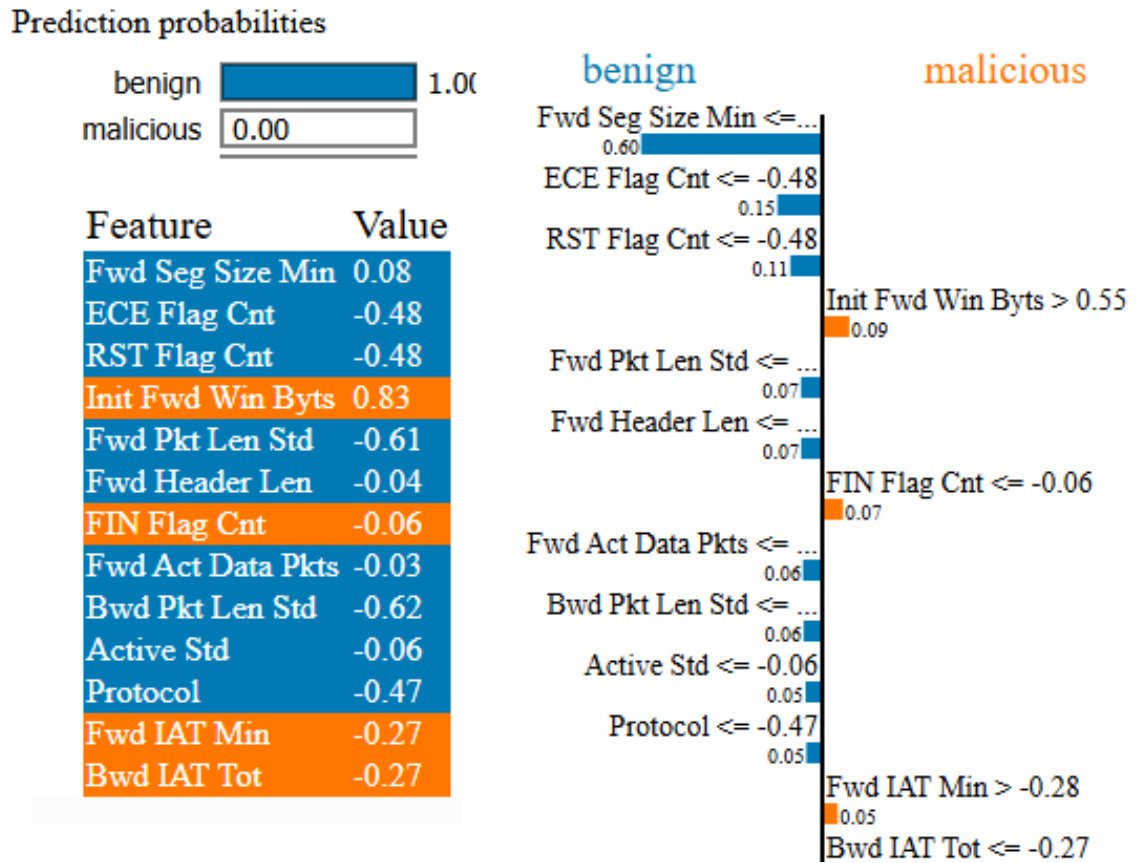 Prediction probabilities
benign 1.00
malicious 0.00
Feature Value
Fwd Seg Size Min 0.08
ECE Flag Cnt -0.48
RST Flag Cnt -0.48
Init Fwd Win Byts 0.83
Fwd Pkt Len Std -0.61
Fwd Header Len -0.04
FIN Flag Cnt -0.06
Fwd Act Data Pkts -0.03
Bwd Pkt Len Std -0.62
Active Std -0.06
Protocol -0.47
Fwd IAT Min -0.27
Bwd IAT Tot -0.27
benign malicious
Fwd Seg Size Min <=...
0.60
ECE Flag Cnt <= -0.48
0.15
RST Flag Cnt <= -0.48
0.11
Init Fwd Win Byts > 0.55
0.09
Fwd Pkt Len Std <= ...
0.07
Fwd Header Len <= ...
0.07
FIN Flag Cnt <= -0.06
0.07
Fwd Act Data Pkts <= ...
0.06
Bwd Pkt Len Std <= ...
0.06
Active Std <= -0.06
0.05
Protocol <= -0.47
0.05
Fwd IAT Min > -0.28
0.05
Bwd IAT Tot <= -0.27